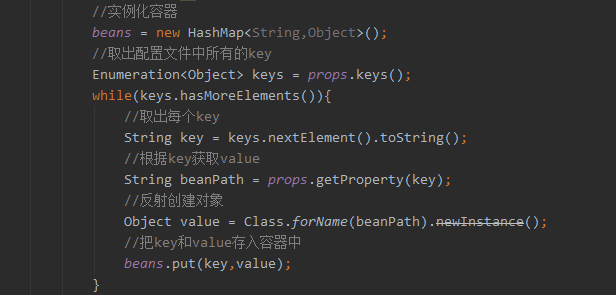 //实例化容器
beans = new HashMap<String,Object>();
//取出配置文件中所有的key
Enumeration<Object> keys = props.keys();
while(keys.hasMoreElements()){
//取出每个key
String key = keys.nextElement().toString();
//根据key获取value
String beanPath = props.getProperty(key);
//反射创建对象
Object value = Class.forName(beanPath).newInstance();
//把key和value存入容器中
beans.put(key,value);
}